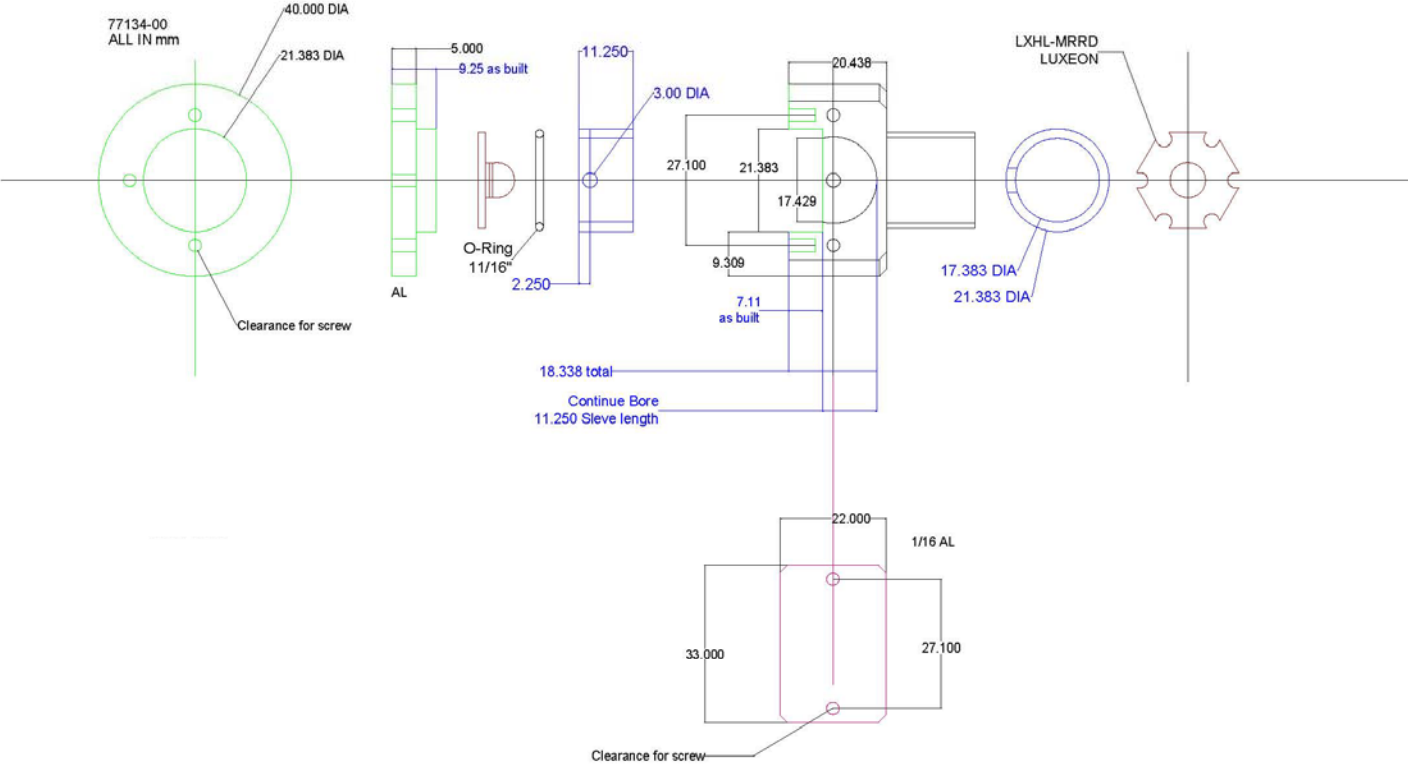 77134-00
ALL IN mm
40.000 DIA
21.383 DIA
5.000
9.25 as built
11.250
3.00 DIA
20.438
LXHL-MRRD
LUXEON
27.100
21.383
17.429
O-Ring
11/16"
2.250
9.309
AL
7.11
as built
17.383 DIA
21.383 DIA
Clearance for screw
18.338 total
Continue Bore
11.250 Sleve length
22.000
1/16 AL
33.000
27.100
Clearance for screw